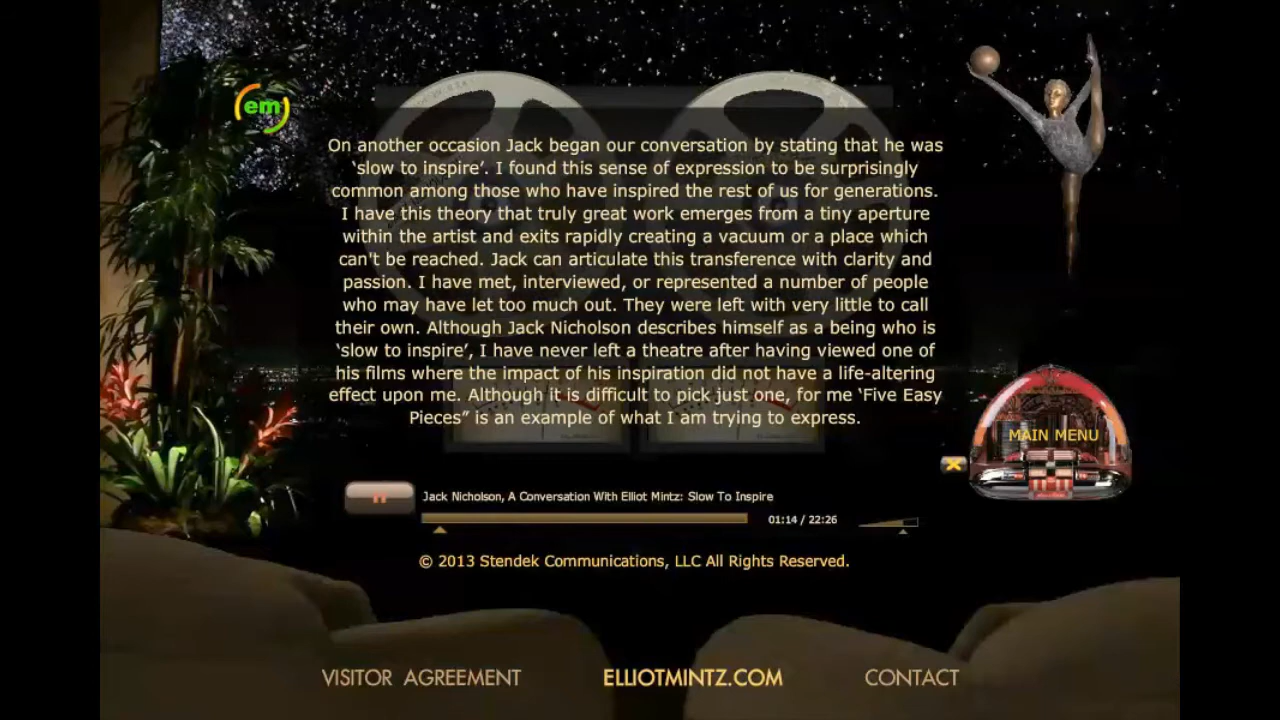 em
On another occasion Jack began our conversation by stating that he was
‘slow to inspire’. I found this sense of expression to be surprisingly
common among those who have inspired the rest of us for generations.
I have this theory that truly great work emerges from a tiny aperture
within the artist and exits rapidly creating a vacuum or a place which
can't be reached. Jack can articulate this transference with clarity and
passion. I have met, interviewed, or represented a number of people
who may have let too much out. They were left with very little to call
their own. Although Jack Nicholson describes himself as a being who is
‘slow to inspire’, I have never left a theatre after having viewed one of
his films where the impact of his inspiration did not have a life-altering
effect upon me. Although it is difficult to pick just one, for me ‘Five Easy
Pieces” is an example of what I am trying to express.
MAIN MENU
Jack Nicholson, A Conversation With Elliot Mintz: Slow To Inspire
01:14 / 22:26
© 2013 Stendek Communications, LLC All Rights Reserved.
VISITOR AGREEMENT
ELLIOTMINTZ.COM
CONTACT